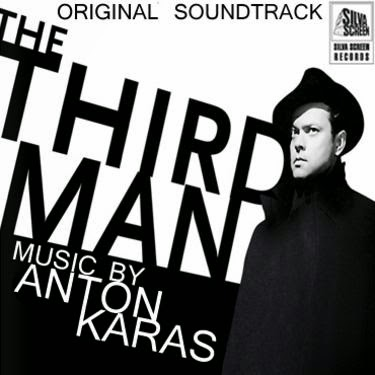 ORIGINAL SOUNDTRACK
SILVA
SCREEN
SILVA SCREEN
RECORDS
THE
THIRD
MAN
MUSIC BY
ANTON
KARAS